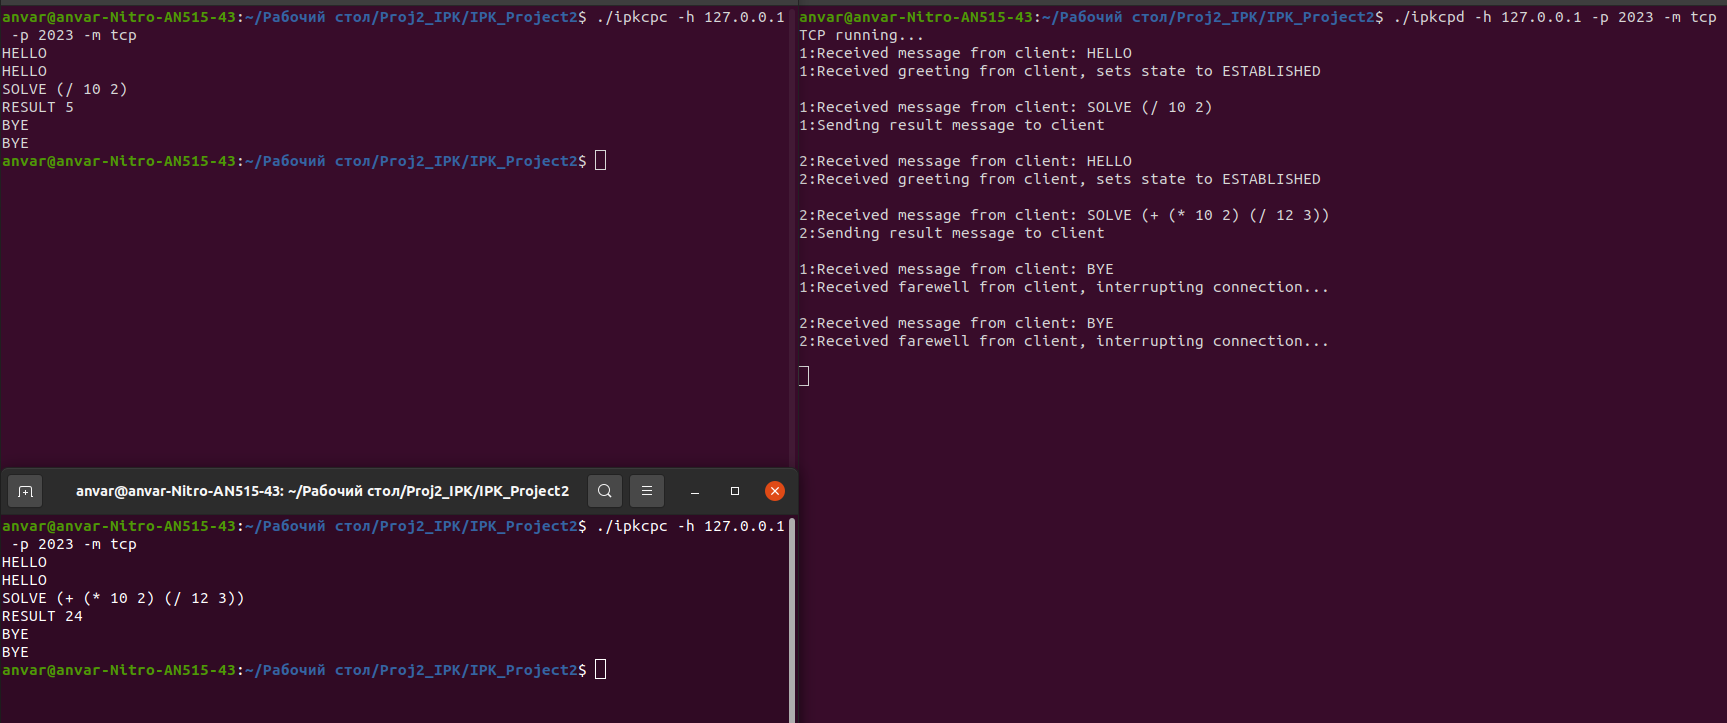 anvar@anvar-Nitro-AN515-43:~/Рабочий стол/Proj2_IPK/IPK_Project2$ ./ipkcpc -h 127.0.0.1
 -p 2023 -m tcp
HELLO
HELLO
SOLVE (/ 10 2)
RESULT 5
BYE
BYE
anvar@anvar-Nitro-AN515-43:~/Рабочий стол/Proj2_IPK/IPK_Project2$
anvar@anvar-Nitro-AN515-43: ~/Рабочий стол/Proj2_IPK/IPK_Project2
anvar@anvar-Nitro-AN515-43:~/Рабочий стол/Proj2_IPK/IPK_Project2$ ./ipkcpc -h 127.0.0.1
 -p 2023 -m tcp
HELLO
HELLO
SOLVE (+ (* 10 2) (/ 12 3))
RESULT 24
BYE
BYE
anvar@anvar-Nitro-AN515-43:~/Рабочий стол/Proj2_IPK/IPK_Project2$
anvar@anvar-Nitro-AN515-43:~/Рабочий стол/Proj2_IPK/IPK_Project2$ ./ipkcpd -h 127.0.0.1 -p 2023 -m tcp
TCP running...
1:Received message from client: HELLO
1:Received greeting from client, sets state to ESTABLISHED
1:Received message from client: SOLVE (/ 10 2)
1:Sending result message to client
2:Received message from client: HELLO
2:Received greeting from client, sets state to ESTABLISHED
2:Received message from client: SOLVE (+ (* 10 2) (/ 12 3))
2:Sending result message to client
1:Received message from client: BYE
1:Received farewell from client, interrupting connection...
2:Received message from client: BYE
2:Received farewell from client, interrupting connection...